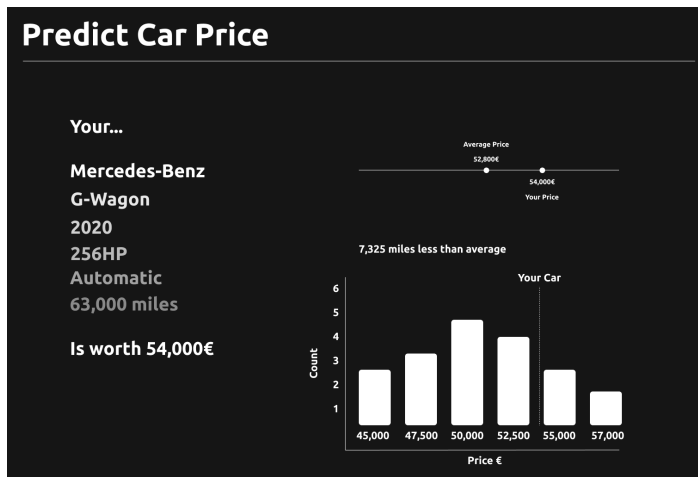 Predict Car Price
Your...
Mercedes-Benz
G-Wagon
2020
256HP
Automatic
63,000 miles
Is worth 54,000€
Average Price
52,800€
54,000€
Your Price
7,325 miles less than average
Your Car
6
5
4
3
2
1
Count
45,000 47,500 50,000 52,500 55,000 57,000
Price €